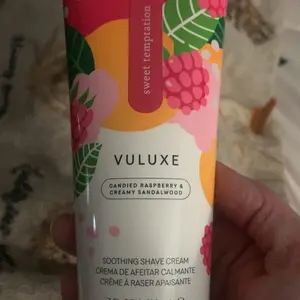 sweet temptation
VULUXE
CANDIED RASPBERRY &
CREAMY SANDALWOOD
SOOTHING SHAVE CREAM
CREMA DE AFEITAR CALMANTE
CRÈME À RASER APAISANTE